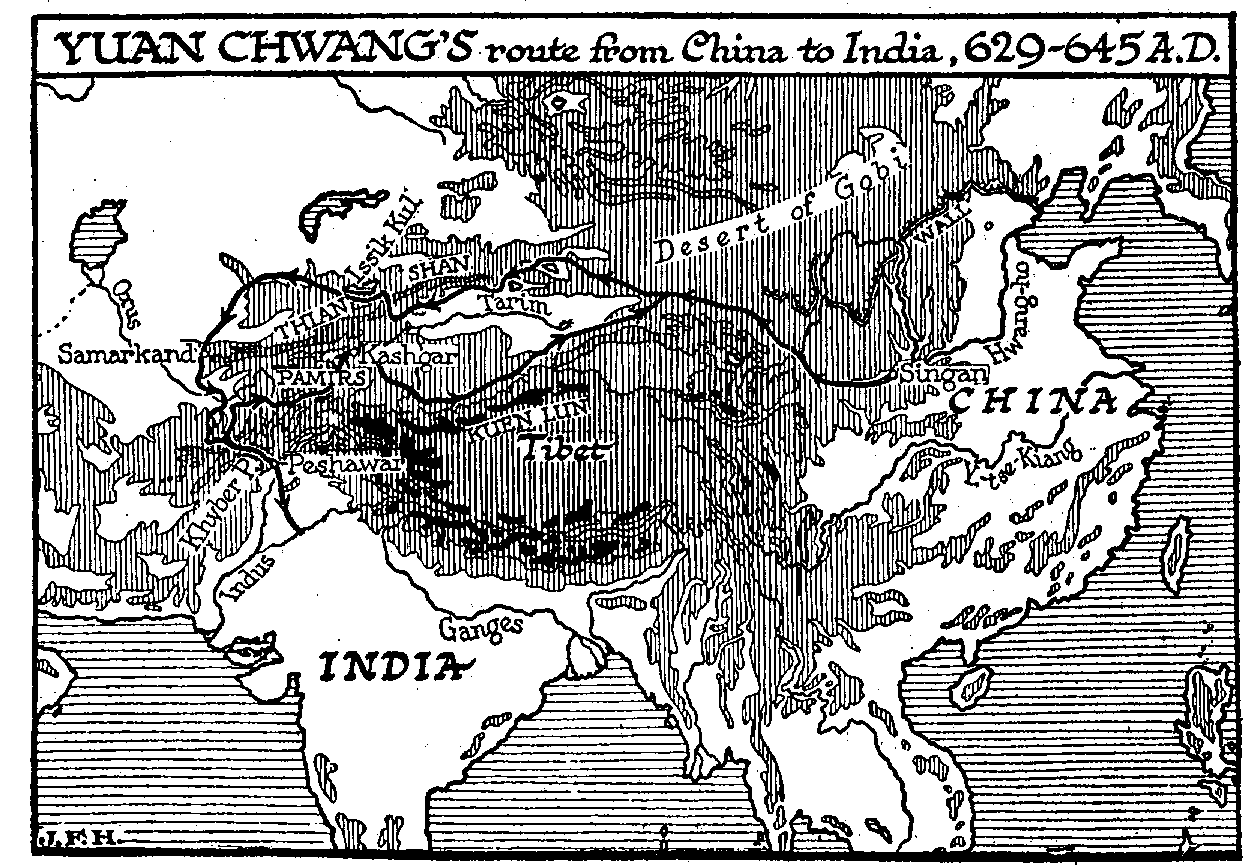 YUAN CHWANG'S route from China to India, 629-645 A.D.
Desert of Gobi
WALL
Issik Kul
THIAN SHAN
Oxus
Tarim
Hwang-ho
Samarkand
Kashgar
Singan
PAMIRS
CHINA
KUEN LUN
Tibet
Peshawar
Y-tse-Kiang
Khyber P.
Indus
Ganges
INDIA
J.F.H.